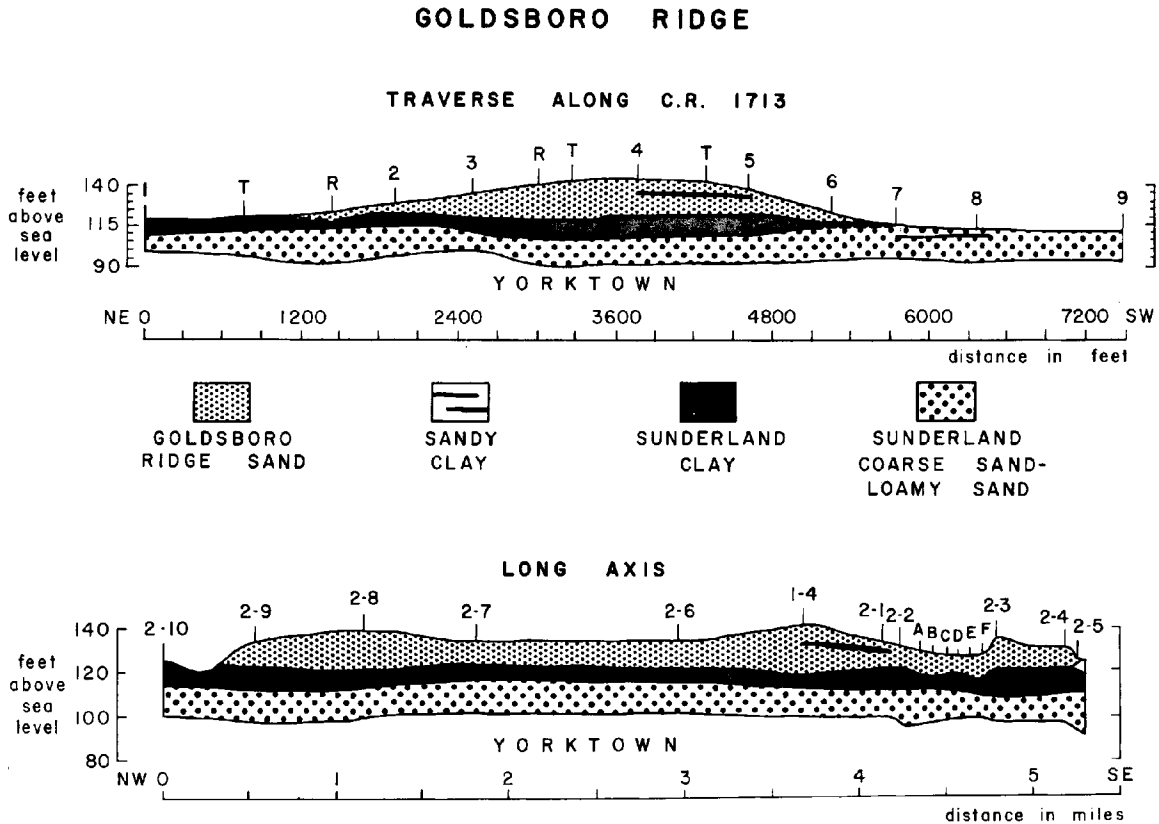 GOLDSBORO RIDGE
TRAVERSE ALONG C.R. 1713
feet above sea level
140
115
90
1
T
R
2
3
R
T
4
T
5
6
7
8
9
YORKTOWN
NE 0 1200 2400 3600 4800 6000 7200 SW
distance in feet
GOLDSBORO RIDGE SAND
SANDY CLAY
SUNDERLAND CLAY
SUNDERLAND COARSE SAND-LOAMY SAND
LONG AXIS
feet above sea level
140
120
100
80
2-10
2-9
2-8
2-7
2-6
1-4
2-1
2-2
A B C D E F
2-3
2-4
2-5
YORKTOWN
NW 0 1 2 3 4 5 SE
distance in miles